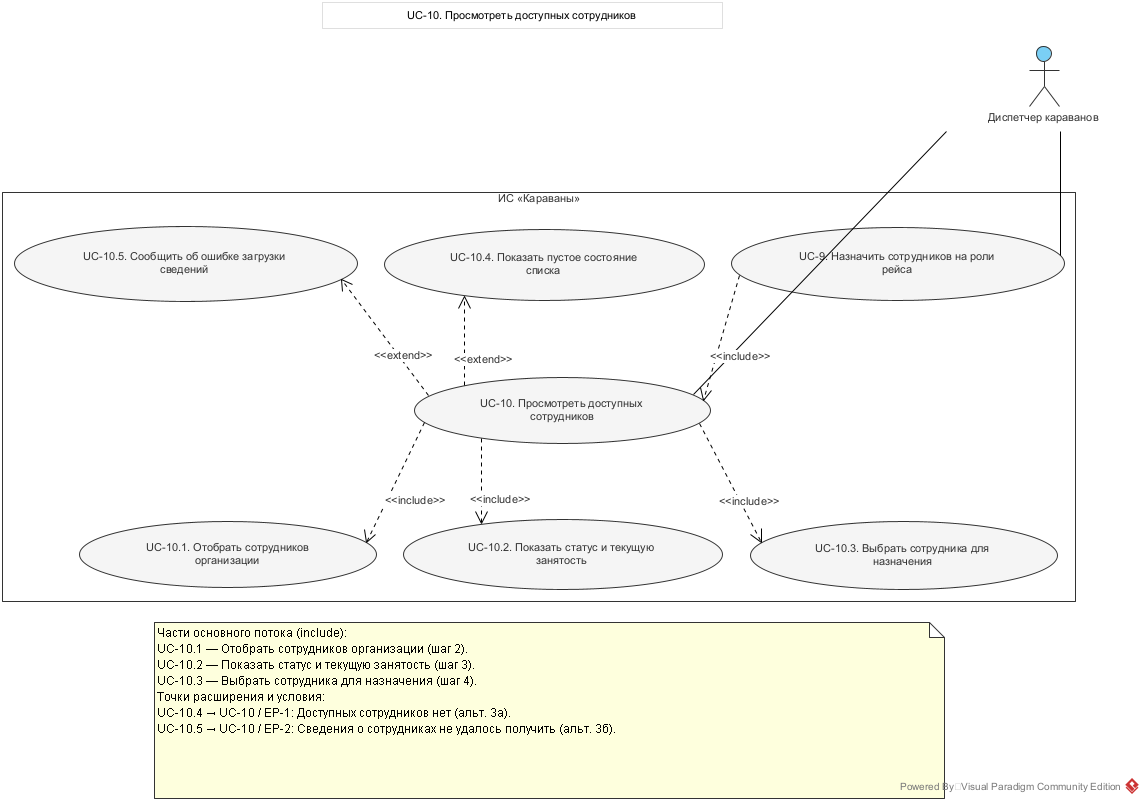 UC-10. Просмотреть доступных сотрудников
Диспетчер караванов
ИС «Караваны»
UC-10.5. Сообщить об ошибке загрузки
сведений
UC-10.4. Показать пустое состояние
списка
UC-9. Назначить сотрудников на роли
рейса
<<extend>>
<<extend>>
<<include>>
UC-10. Просмотреть доступных
сотрудников
<<include>>
<<include>>
<<include>>
UC-10.1. Отобрать сотрудников
организации
UC-10.2. Показать статус и текущую
занятость
UC-10.3. Выбрать сотрудника для
назначения
Части основного потока (include):
UC-10.1 — Отобрать сотрудников организации (шаг 2).
UC-10.2 — Показать статус и текущую занятость (шаг 3).
UC-10.3 — Выбрать сотрудника для назначения (шаг 4).
Точки расширения и условия:
UC-10.4 → UC-10 / EP-1: Доступных сотрудников нет (альт. 3а).
UC-10.5 → UC-10 / EP-2: Сведения о сотрудниках не удалось получить (альт. 3б).
Powered By Visual Paradigm Community Edition